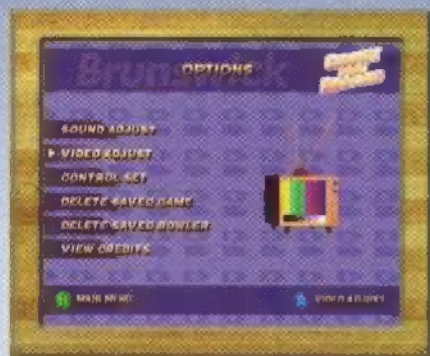 Brunswick
OPTIONS
SOUND ADJUST
VIDEO ADJUST
CONTROL SET
DELETE SAVED GAME
DELETE SAVED BOWLER
VIEW CREDITS
MAIN MENU